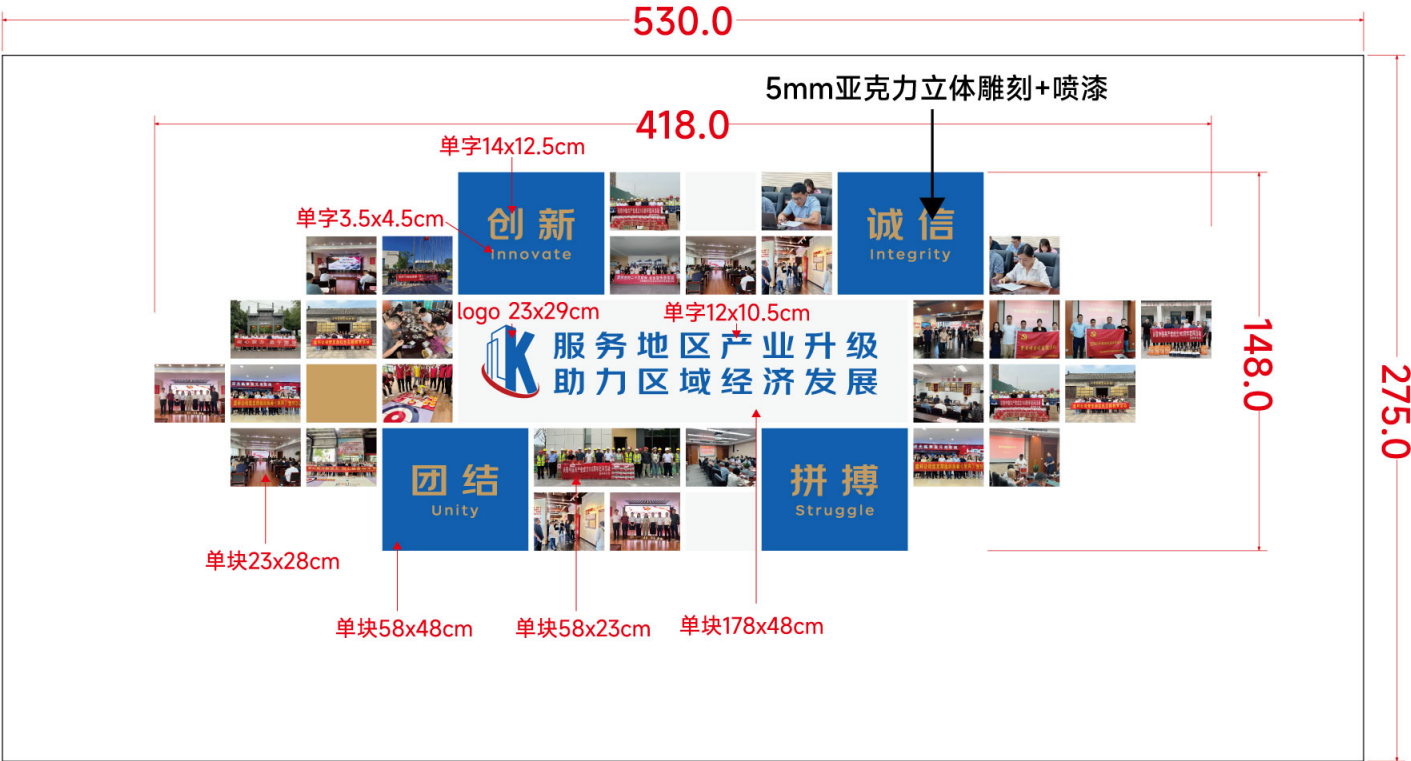 530.0
5mm亚克力立体雕刻+喷漆
418.0
单字14x12.5cm
单字3.5x4.5cm
创新
Innovate
诚信
Integrity
logo 23x29cm
单字12x10.5cm
K
服务地区产业升级
助力区域经济发展
148.0
275.0
团结
Unity
拼搏
Struggle
单块23x28cm
单块58x48cm
单块58x23cm
单块178x48cm